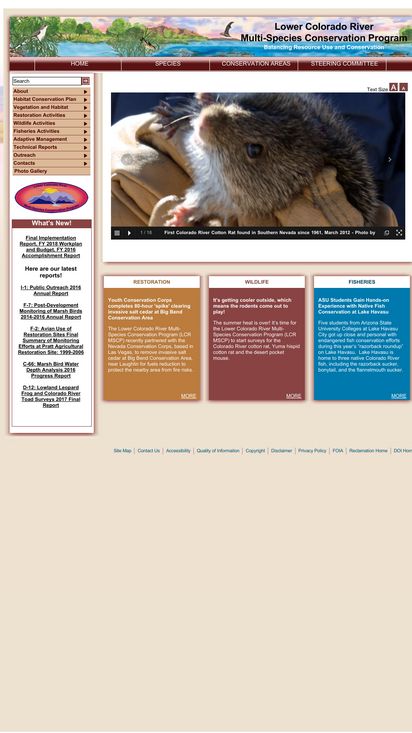 Lower Colorado River
Multi-Species Conservation Program
Balancing Resource Use and Conservation
HOME SPECIES CONSERVATION AREAS STEERING COMMITTEE
Search
About
Habitat Conservation Plan
Vegetation and Habitat
Restoration Activities
Wildlife Activities
Fisheries Activities
Adaptive Management
Technical Reports
Outreach
Contacts
Photo Gallery
What's New!
Final Implementation
Report, FY 2018 Workplan
and Budget, FY 2016
Accomplishment Report
Here are our latest
reports!
I-1: Public Outreach 2016
Annual Report
F-7: Post-Development
Monitoring of Marsh Birds
2014-2016 Annual Report
F-2: Avian Use of
Restoration Sites Final
Summary of Monitoring
Efforts at Pratt Agricultural
Restoration Site: 1999-2006
C-66: Marsh Bird Water
Depth Analysis 2016
Progress Report
D-12: Lowland Leopard
Frog and Colorado River
Toad Surveys 2017 Final
Report
Text Size A A
1 / 18 First Colorado River Cotton Rat found in Southern Nevada since 1961, March 2012 - Photo by
RESTORATION
Youth Conservation Corps
completes 80-hour 'spike' clearing
invasive salt cedar at Big Bend
Conservation Area
The Lower Colorado River Multi-
Species Conservation Program (LCR
MSCP) recently partnered with the
Nevada Conservation Corps, based in
Las Vegas, to remove invasive salt
cedar at Big Bend Conservation Area,
near Laughlin for fuels reduction to
protect the nearby area from fire risks.
MORE
WILDLIFE
It's getting cooler outside, which
means the rodents come out to
play!
The summer heat is over! It's time for
the Lower Colorado River Multi-
Species Conservation Program (LCR
MSCP) to start surveys for the
Colorado River cotton rat, Yuma hispid
cotton rat and the desert pocket
mouse.
MORE
FISHERIES
ASU Students Gain Hands-on
Experience with Native Fish
Conservation at Lake Havasu
Five students from Arizona State
University Colleges at Lake Havasu
City got up close and personal with
endangered fish conservation efforts
during this year's "razorback roundup"
on Lake Havasu. Lake Havasu is
home to three native Colorado River
fish, including the razorback sucker,
bonytail, and the flannelmouth sucker.
MORE
Site Map Contact Us Accessibility Quality of Information Copyright Disclaimer Privacy Policy FOIA Reclamation Home DOI Hom